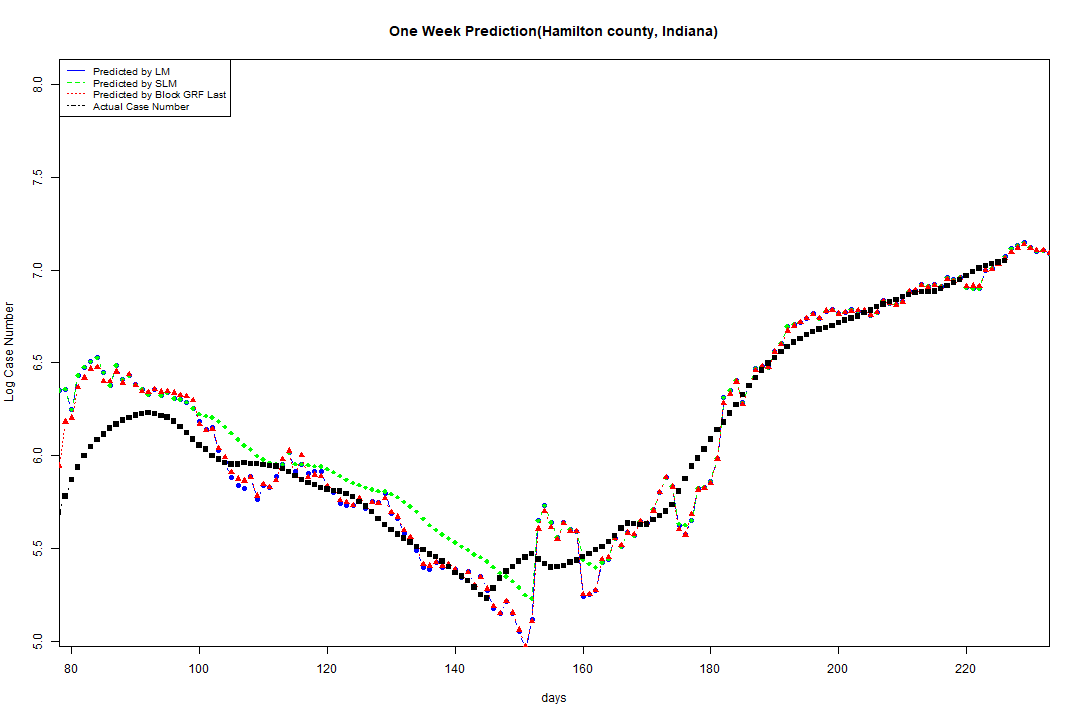 One Week Prediction(Hamilton county, Indiana)
Predicted by LM
Predicted by SLM
Predicted by Block GRF Last
Actual Case Number
8.0
7.5
7.0
6.5
6.0
5.5
5.0
Log Case Number
80 100 120 140 160 180 200 220
days